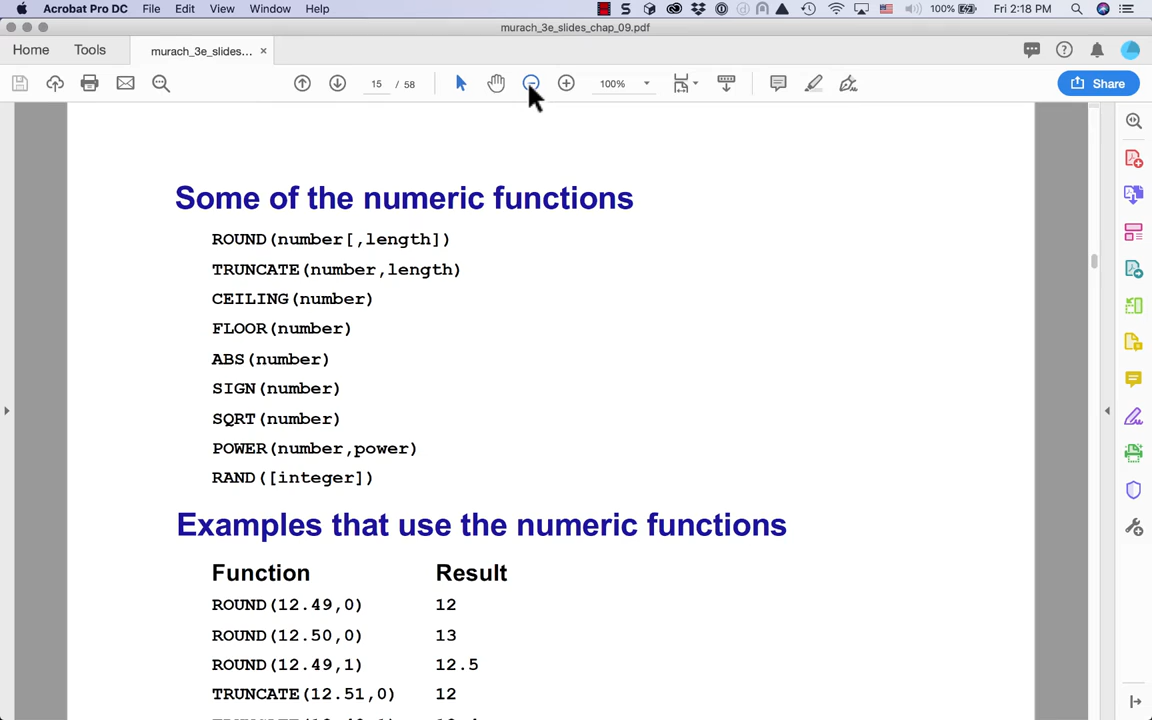 Acrobat Pro DC File Edit View Window Help 100% Fri 2:18 PM
murach_3e_slides_chap_09.pdf
Home Tools murach_3e_slides... ×
15 / 58 100% Share
Some of the numeric functions
ROUND(number[,length])
TRUNCATE(number,length)
CEILING(number)
FLOOR(number)
ABS(number)
SIGN(number)
SQRT(number)
POWER(number,power)
RAND([integer])
Examples that use the numeric functions
Function Result
ROUND(12.49,0) 12
ROUND(12.50,0) 13
ROUND(12.49,1) 12.5
TRUNCATE(12.51,0) 12